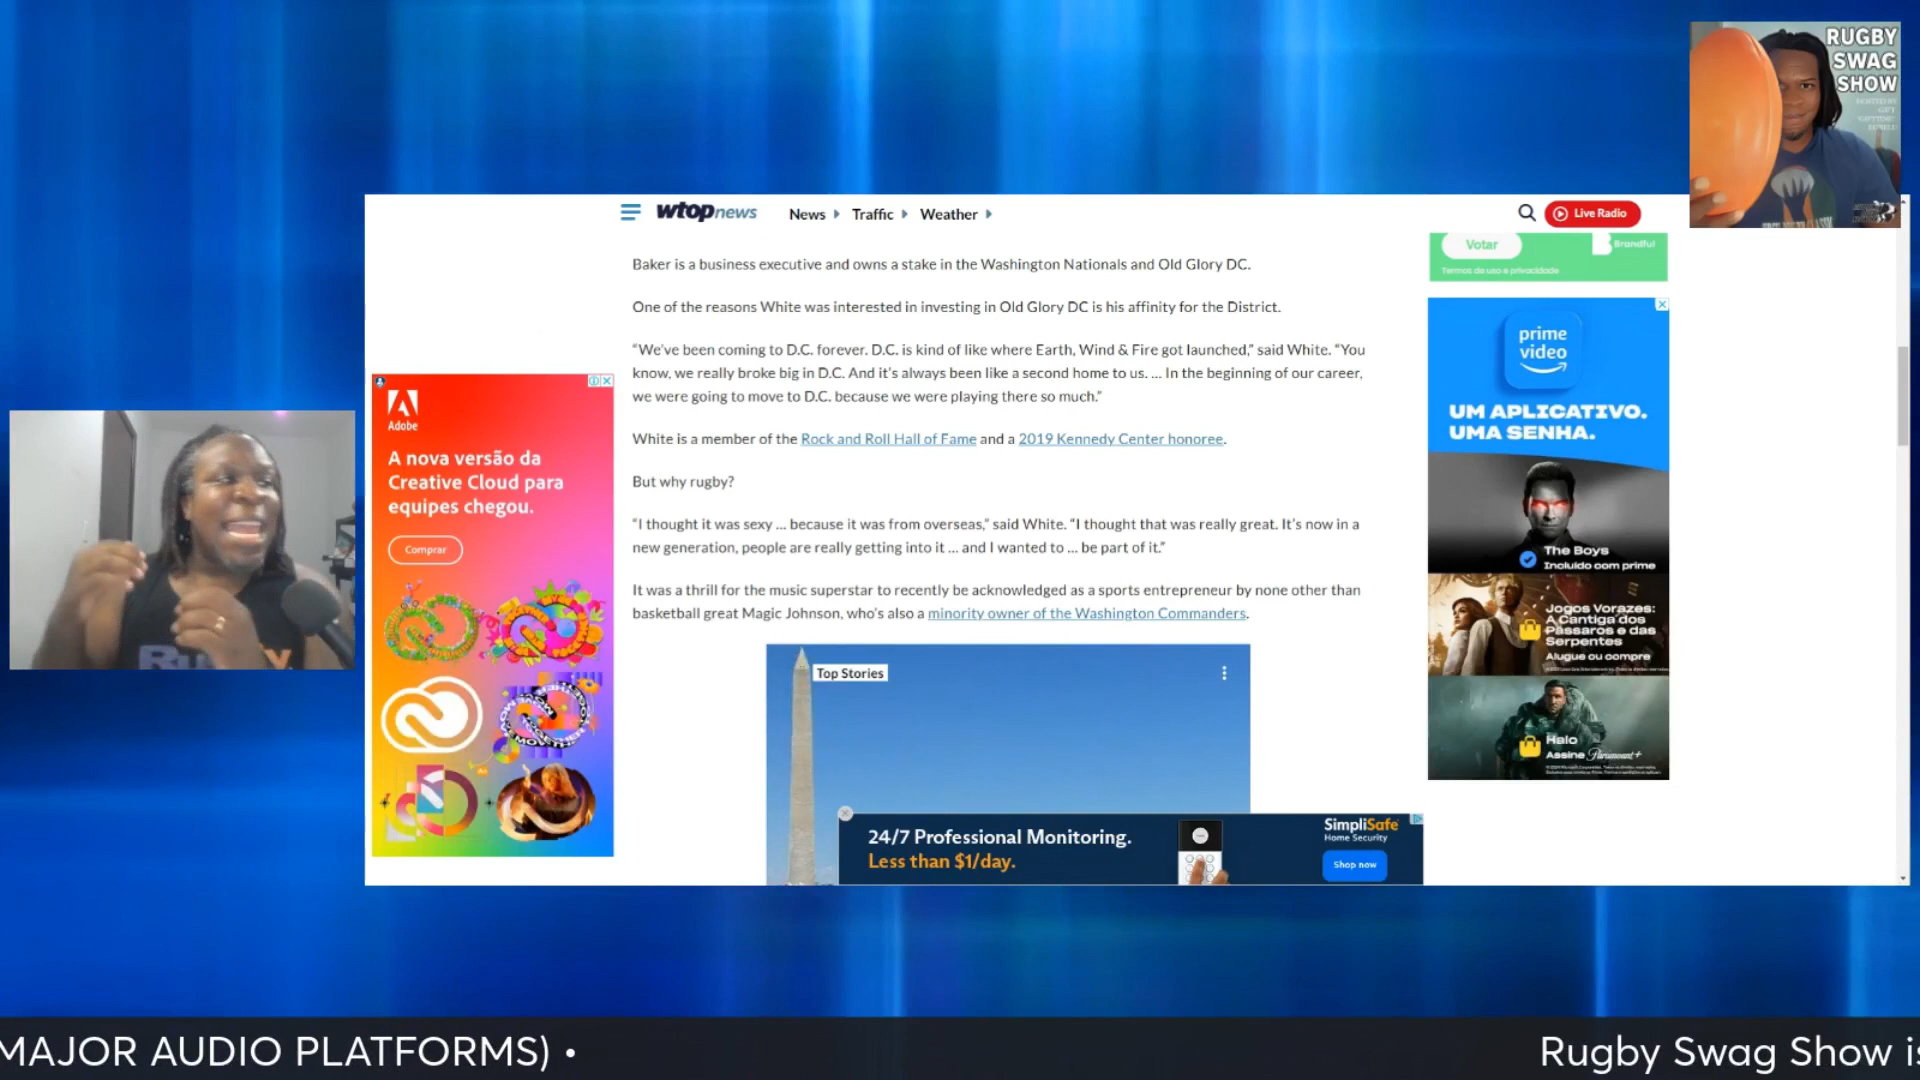 RUGBY
SWAG
SHOW
HOSTED BY
wtopnews
News
Traffic
Weather
Live Radio
Baker is a business executive and owns a stake in the Washington Nationals and Old Glory DC.
One of the reasons White was interested in investing in Old Glory DC is his affinity for the District.
“We’ve been coming to D.C. forever. D.C. is kind of like where Earth, Wind & Fire got launched,” said White. “You
know, we really broke big in D.C. And it’s always been like a second home to us. ... In the beginning of our career,
we were going to move to D.C. because we were playing there so much.”
White is a member of the Rock and Roll Hall of Fame and a 2019 Kennedy Center honoree.
But why rugby?
“I thought it was sexy ... because it was from overseas,” said White. “I thought that was really great. It’s now in a
new generation, people are really getting into it ... and I wanted to ... be part of it.”
It was a thrill for the music superstar to recently be acknowledged as a sports entrepreneur by none other than
basketball great Magic Johnson, who’s also a minority owner of the Washington Commanders.
Top Stories
Adobe
A nova versão da
Creative Cloud para
equipes chegou.
Comprar
Votar
Brandful
Termos de uso e privacidade
prime
video
UM APLICATIVO.
UMA SENHA.
The Boys
Incluído com prime
Jogos Vorazes:
A Cantiga dos
Pássaros e das
Serpentes
Alugue ou compre
Halo
Assine Paramount+
24/7 Professional Monitoring.
Less than $1/day.
SimpliSafe
Home Security
Shop now
MAJOR AUDIO PLATFORMS) •
Rugby Swag Show is